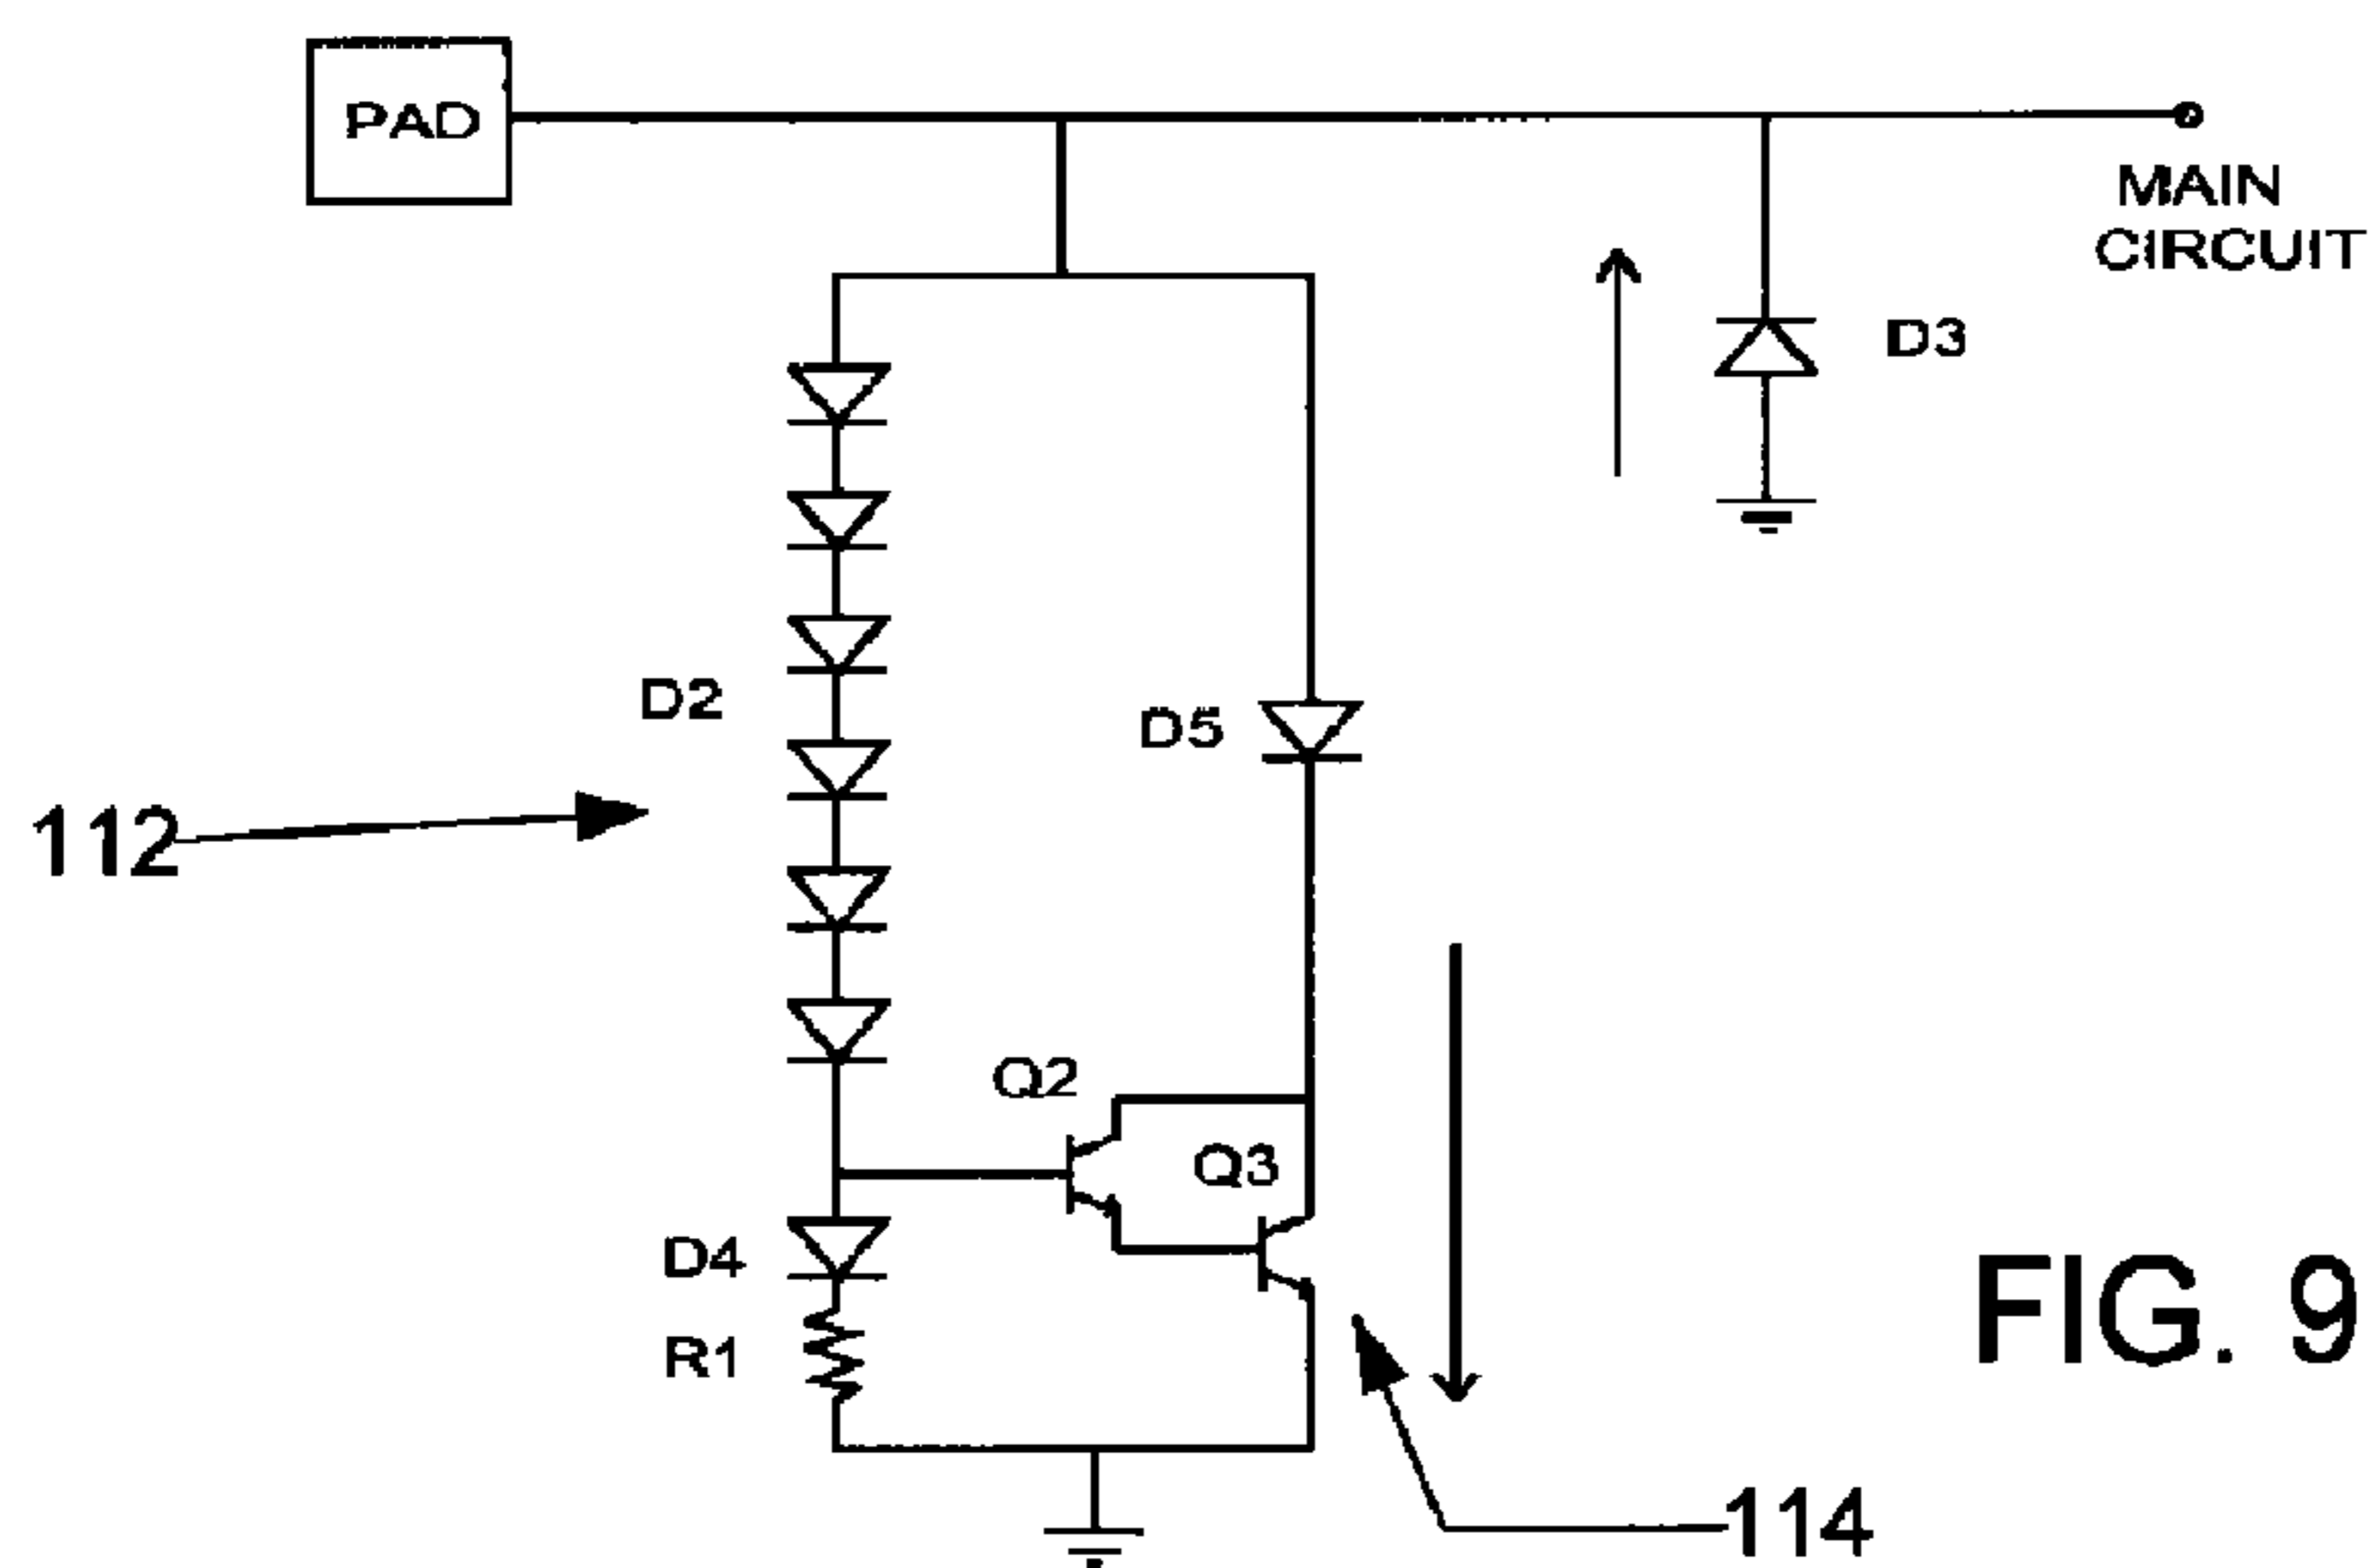 PAD
MAIN
CIRCUIT
D3
D2
D5
112
Q2
Q3
D4
R1
FIG. 9
114